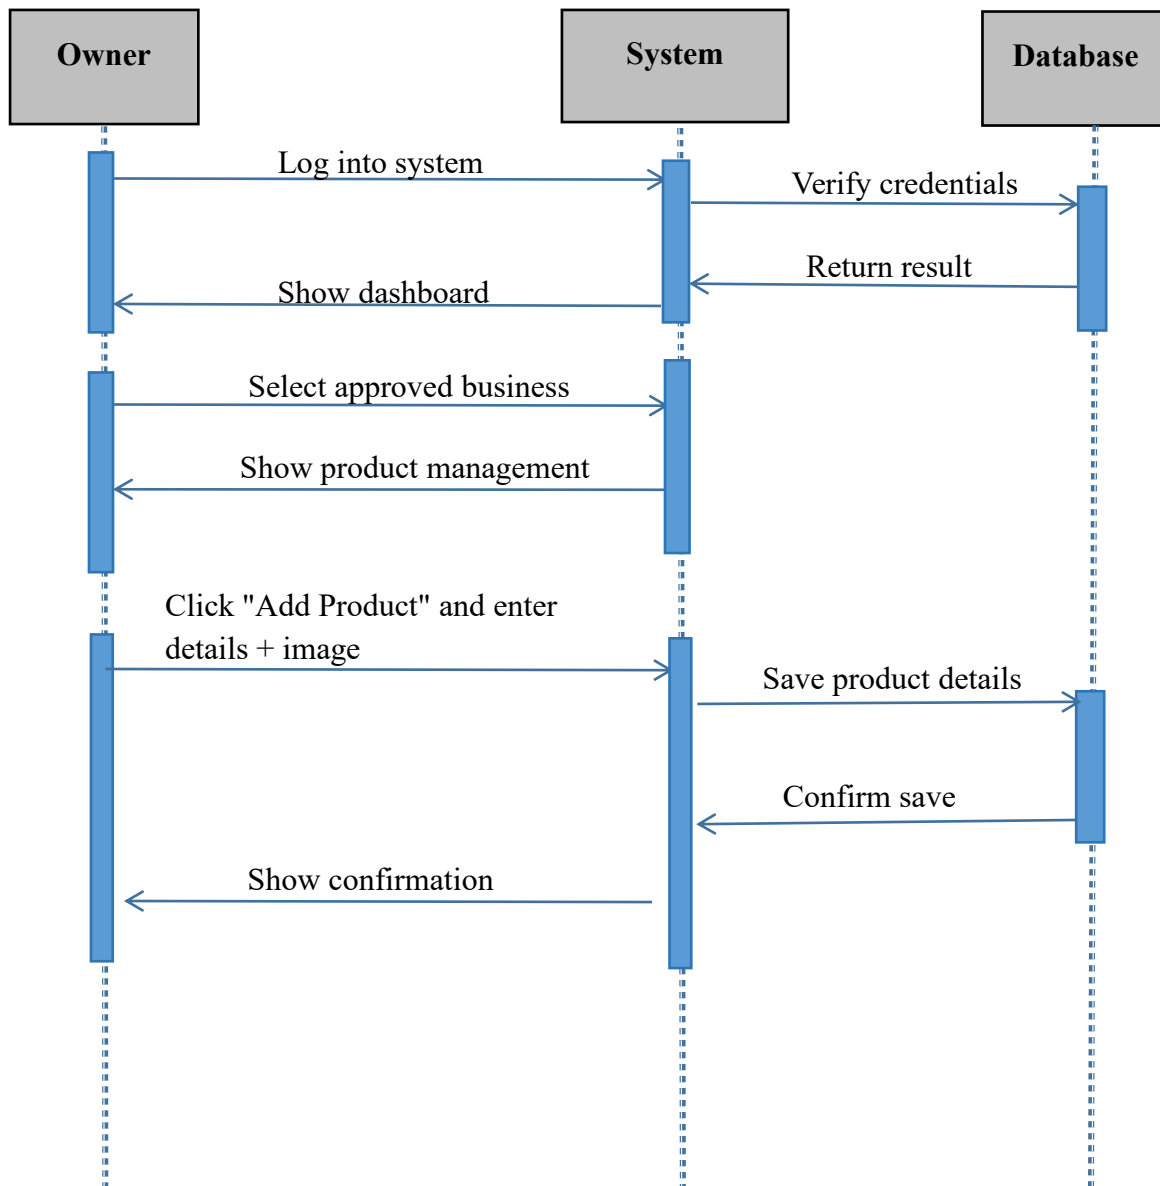 Owner
System
Database
Log into system
Verify credentials
Return result
Show dashboard
Select approved business
Show product management
Click "Add Product" and enter
details + image
Save product details
Confirm save
Show confirmation